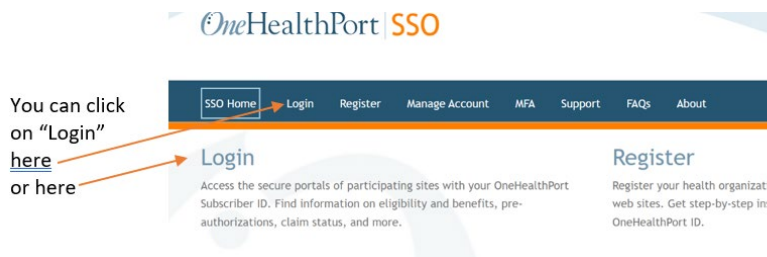 OneHealthPort SSO
You can click
on “Login”
here
or here
SSO Home Login Register Manage Account MFA Support FAQs About
Login
Access the secure portals of participating sites with your OneHealthPort
Subscriber ID. Find information on eligibility and benefits, pre-
authorizations, claim status, and more.
Register
Register your health
web sites. Get step-by-step
OneHealthPort ID.